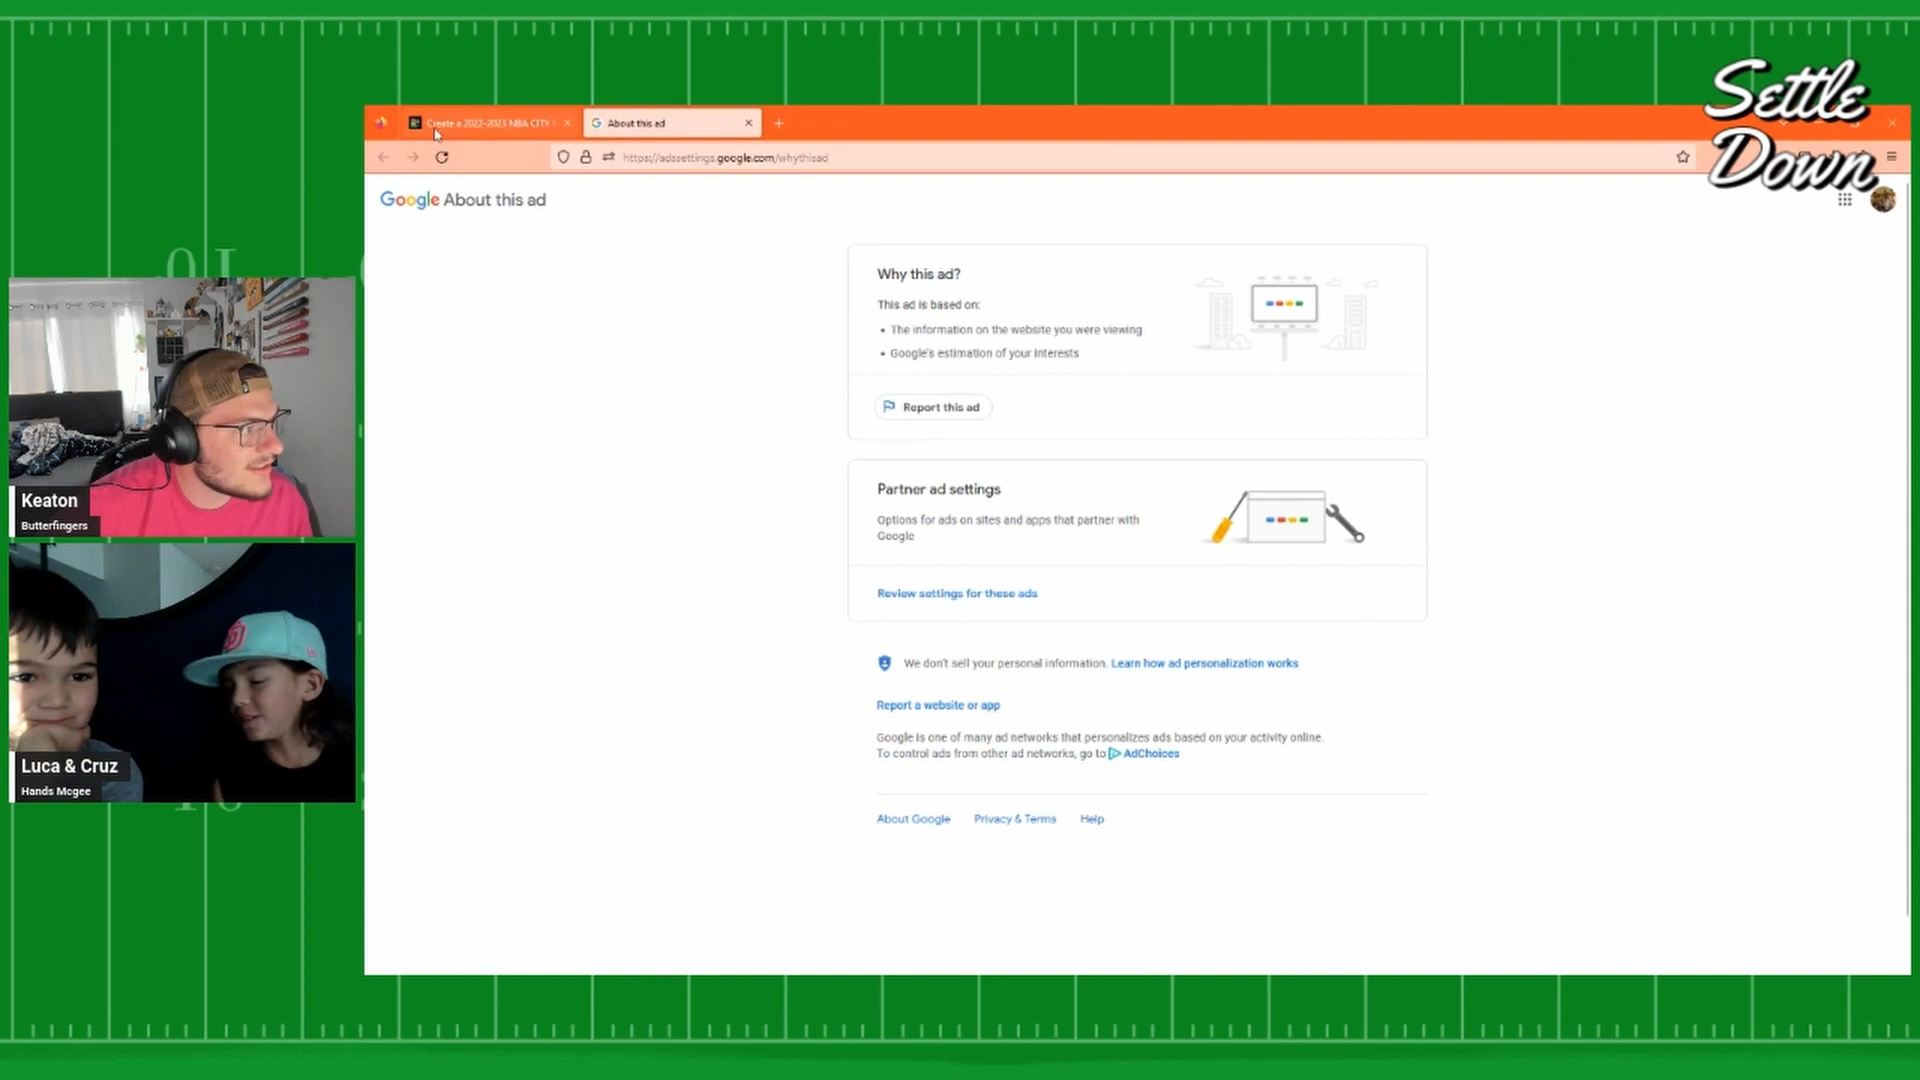 Settle
Down
Create a 2022-2023 NBA CITY
About this ad
https://adssettings.google.com/whythisad
Google About this ad
Why this ad?
This ad is based on:
• The information on the website you were viewing
• Google's estimation of your interests
Report this ad
Partner ad settings
Options for ads on sites and apps that partner with
Google
Review settings for these ads
We don't sell your personal information. Learn how ad personalization works
Report a website or app
Google is one of many ad networks that personalizes ads based on your activity online.
To control ads from other ad networks, go to AdChoices
About Google Privacy & Terms Help
Keaton
Butterfingers
Luca & Cruz
Hands Mcgee